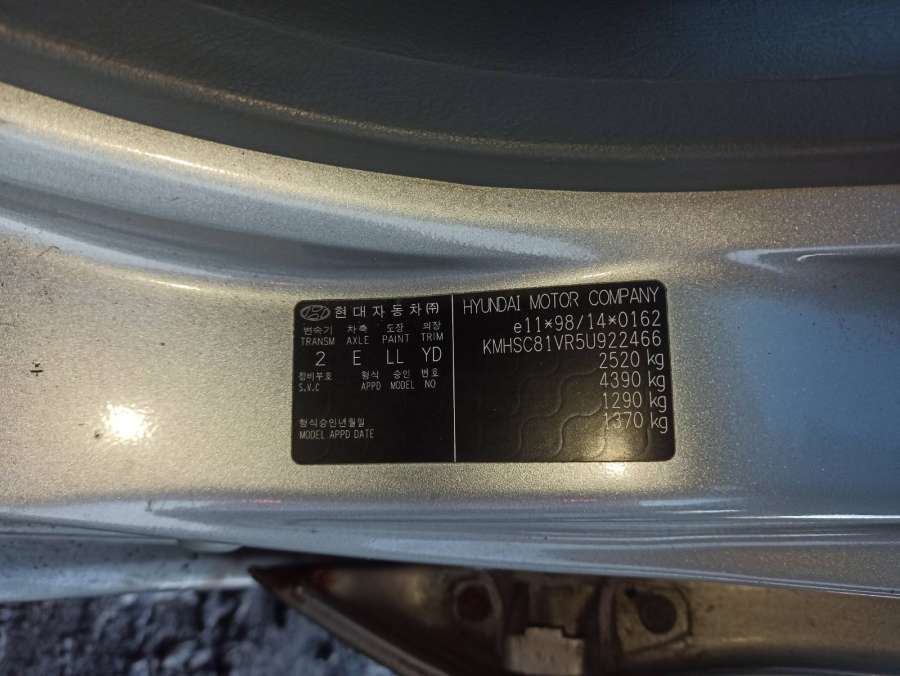 현대자동차㈜
변속기 차축 도장 의장
TRANSM AXLE PAINT TRIM
2 E LL YD
정비부호 형식 승인 번호
S.V.C APPD MODEL NO
형식승인년월일
MODEL APPD DATE
HYUNDAI MOTOR COMPANY
e11*98/14*0162
KMHSC81VR5U922466
2520 kg
4390 kg
1290 kg
1370 kg